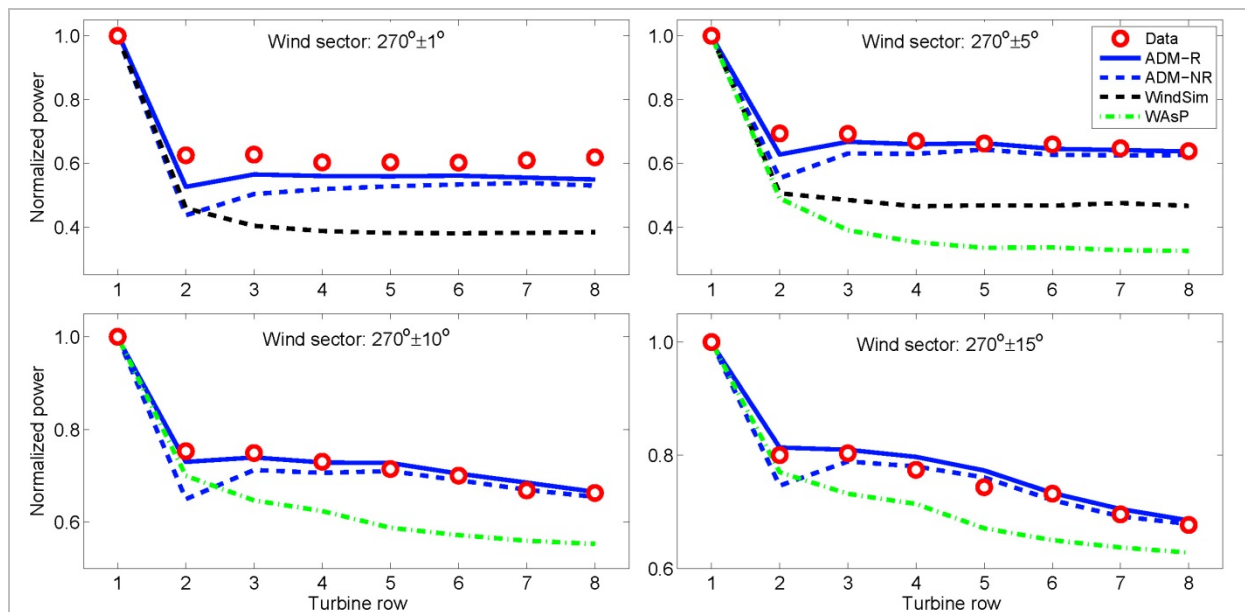 Wind sector: 270°±1°
Normalized power
1.0
0.8
0.6
0.4
1 2 3 4 5 6 7 8
Wind sector: 270°±5°
Data
ADM-R
ADM-NR
WindSim
WAsP
1.0
0.8
0.6
0.4
1 2 3 4 5 6 7 8
Wind sector: 270°±10°
Normalized power
1.0
0.8
0.6
1 2 3 4 5 6 7 8
Turbine row
Wind sector: 270°±15°
1.0
0.8
0.6
1 2 3 4 5 6 7 8
Turbine row